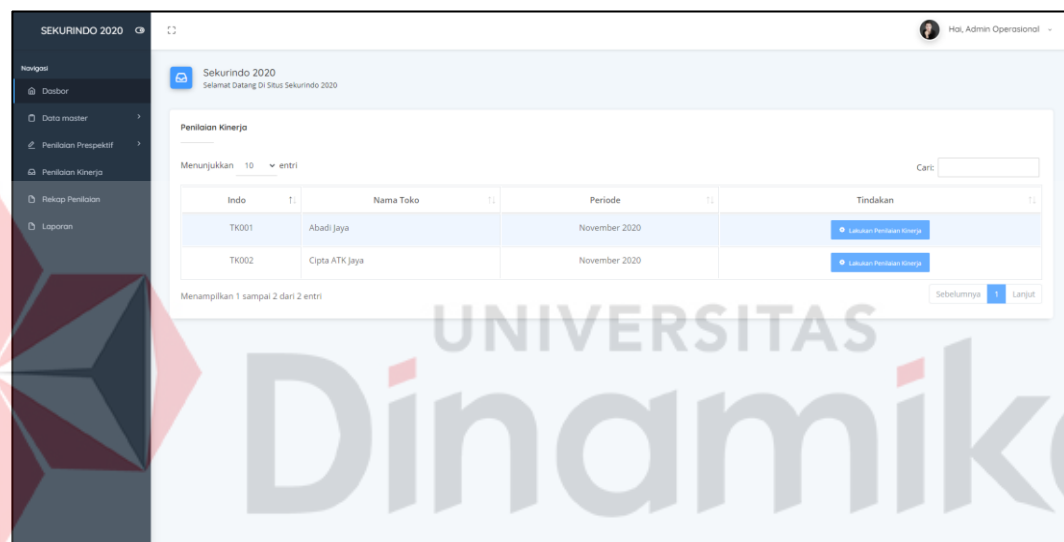 SEKURINDO 2020
Hai, Admin Operasional
Navigasi
Dasbor
Data master
Penilaian Prespektif
Penilaian Kinerja
Rekap Penilaian
Laporan
Sekurindo 2020
Selamat Datang Di Situs Sekurindo 2020
Penilaian Kinerja
Menunjukkan 10 entri
Cari:
Indo Nama Toko Periode Tindakan
TK001 Abadi Jaya November 2020 Lakukan Penilaian Kinerja
TK002 Cipta ATK Jaya November 2020 Lakukan Penilaian Kinerja
Menampilkan 1 sampai 2 dari 2 entri
Sebelumnya 1 Lanjut
UNIVERSITAS
Dinamika